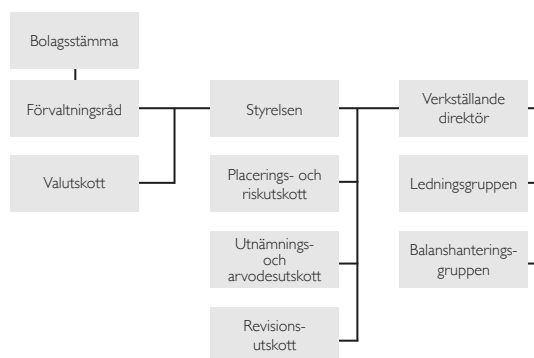 Bolagsstämma
Förvaltningsråd
Valutskott
Styrelsen
Placerings- och
riskutskott
Utnämnings-
och
arvodesutskott
Revisions-
utskott
Verkställande
direktör
Ledningsgruppen
Balanshanterings-
gruppen